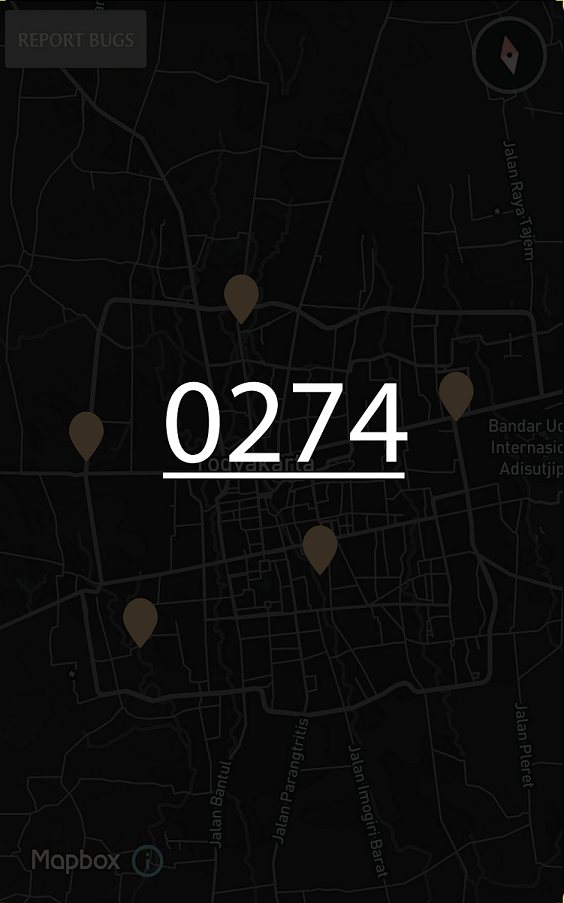 REPORT BUGS
Jalan Raya Tajem
0274
Yogyakarta
Bandar Ud
Internasio
Adisutjip
Jalan Bantul
Jalan Parangtritis
Jalan Imogiri Barat
Jalan Pleret
Mapbox